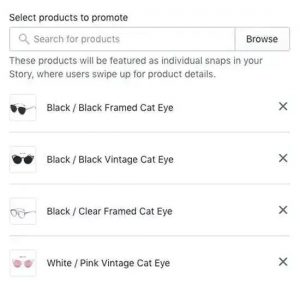 Select products to promote
Search for products
Browse
These products will be featured as individual snaps in your
Story, where users swipe up for product details.
Black / Black Framed Cat Eye
Black / Black Vintage Cat Eye
Black / Clear Framed Cat Eye
White / Pink Vintage Cat Eye